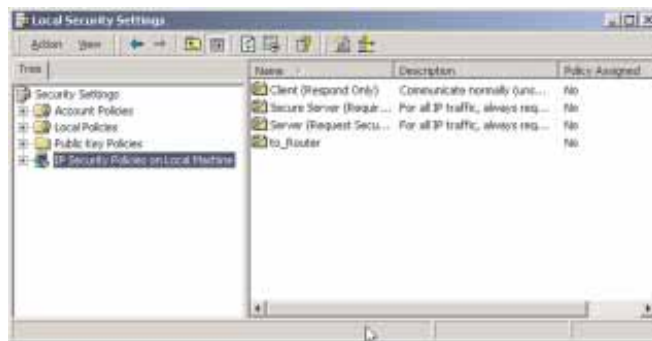 Local Security Settings
Action View
Tree
Name Description Policy Assigned
Security Settings
Account Policies
Local Policies
Public Key Policies
IP Security Policies on Local Machine
Client (Respond Only) Communicate normally (uns... No
Secure Server (Requir... For all IP traffic, always req... No
Server (Request Secu... For all IP traffic, always req... No
to_Router No